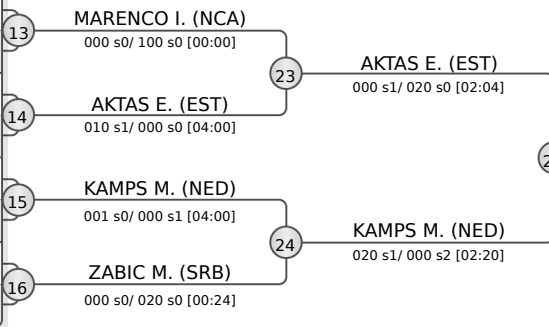 MARENCO I. (NCA)
13
000 s0/ 100 s0 [00:00]
23
AKTAS E. (EST)
000 s1/ 020 s0 [02:04]
AKTAS E. (EST)
14
010 s1/ 000 s0 [04:00]
KAMPS M. (NED)
15
001 s0/ 000 s1 [04:00]
24
KAMPS M. (NED)
020 s1/ 000 s2 [02:20]
ZABIC M. (SRB)
16
000 s0/ 020 s0 [00:24]